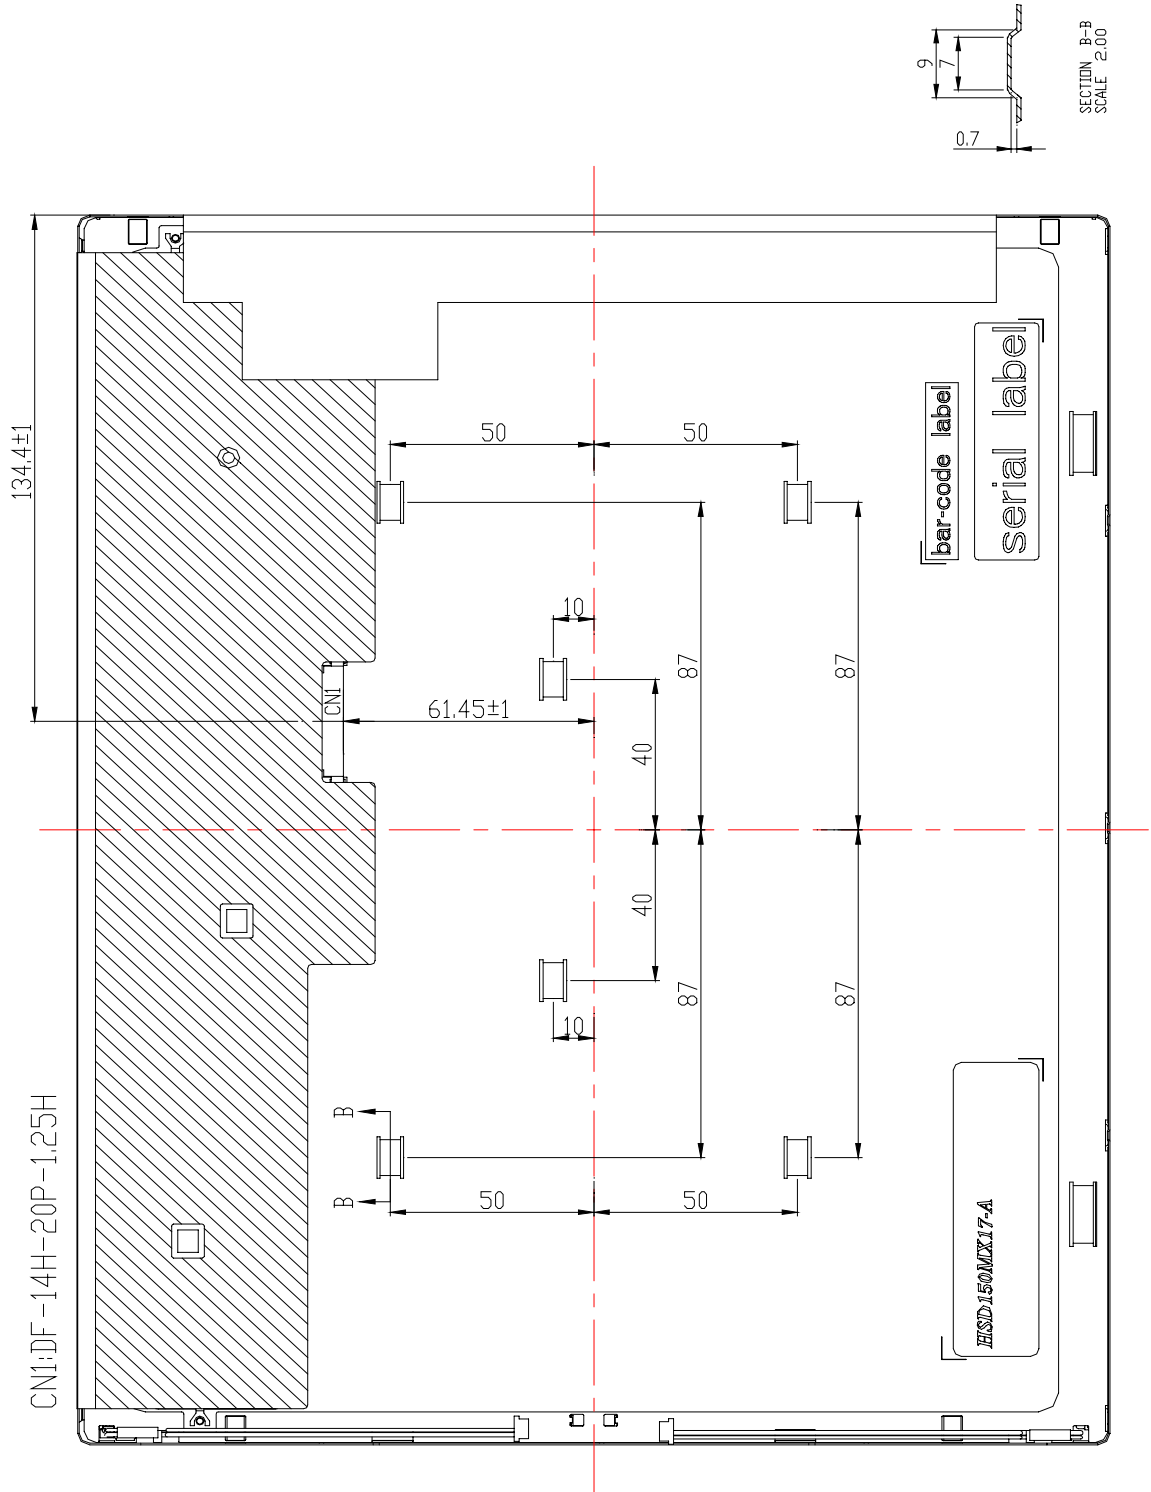 SECTION B-B
SCALE 2.00
9
7
0.7
134.4±1
50
50
bar-code label
serial label
10
87
87
CN1
61.45±1
40
40
87
87
10
B
B
50
50
HSD150MX17-A
CN1:DF-14H-20P-1.25H